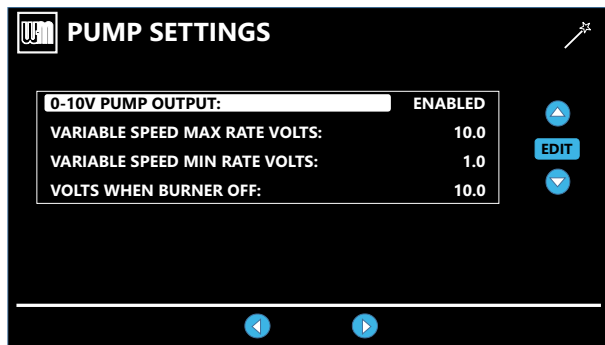 WM PUMP SETTINGS
0-10V PUMP OUTPUT: ENABLED
VARIABLE SPEED MAX RATE VOLTS: 10.0
EDIT
VARIABLE SPEED MIN RATE VOLTS: 1.0
VOLTS WHEN BURNER OFF: 10.0